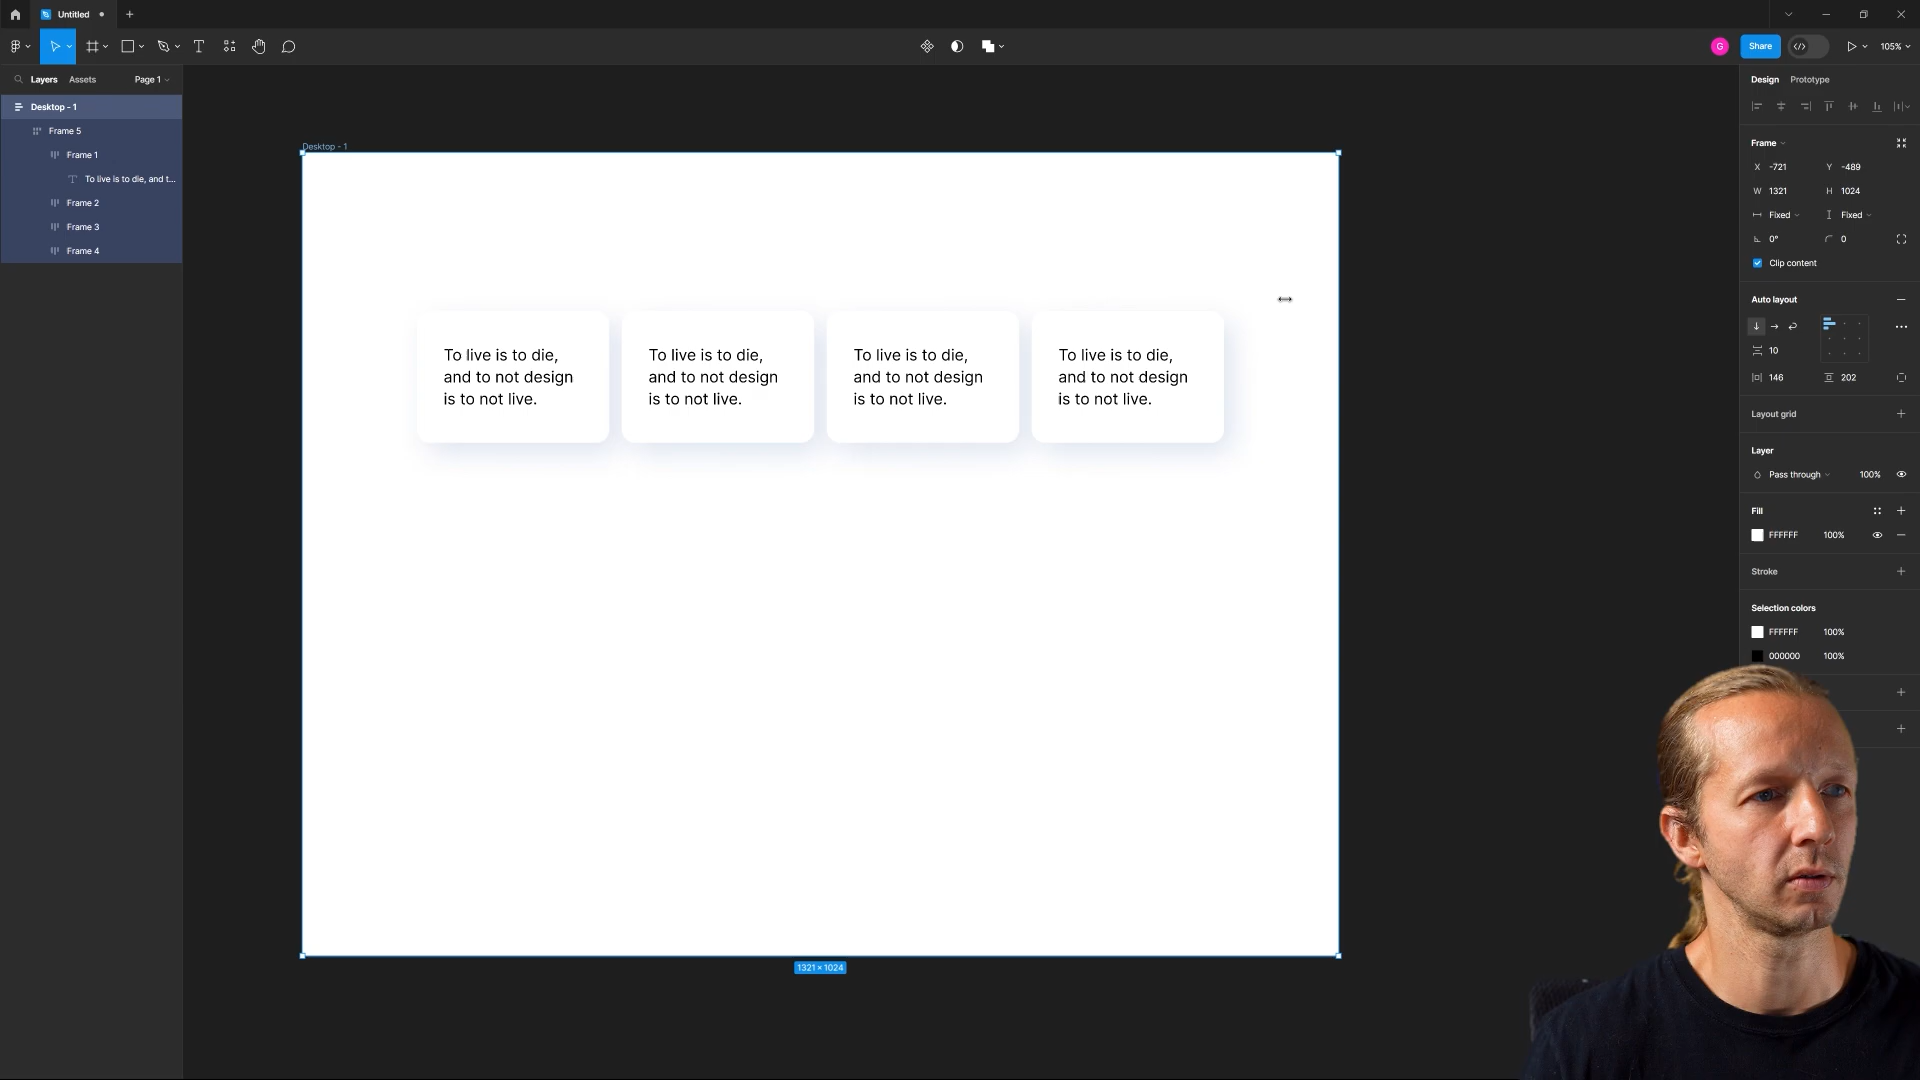 Untitled
G
Share
105%
Layers Assets Page 1
Desktop - 1
Frame 5
Frame 1
To live is to die, and t...
Frame 2
Frame 3
Frame 4
Desktop - 1
To live is to die,
and to not design
is to not live.
To live is to die,
and to not design
is to not live.
To live is to die,
and to not design
is to not live.
To live is to die,
and to not design
is to not live.
1321 × 1024
Design Prototype
Frame
X -721 Y -489
W 1321 H 1024
Fixed Fixed
0° 0
Clip content
Auto layout
10
146 202
Layout grid
Layer
Pass through 100%
Fill
FFFFFF 100%
Stroke
Selection colors
FFFFFF 100%
000000 100%